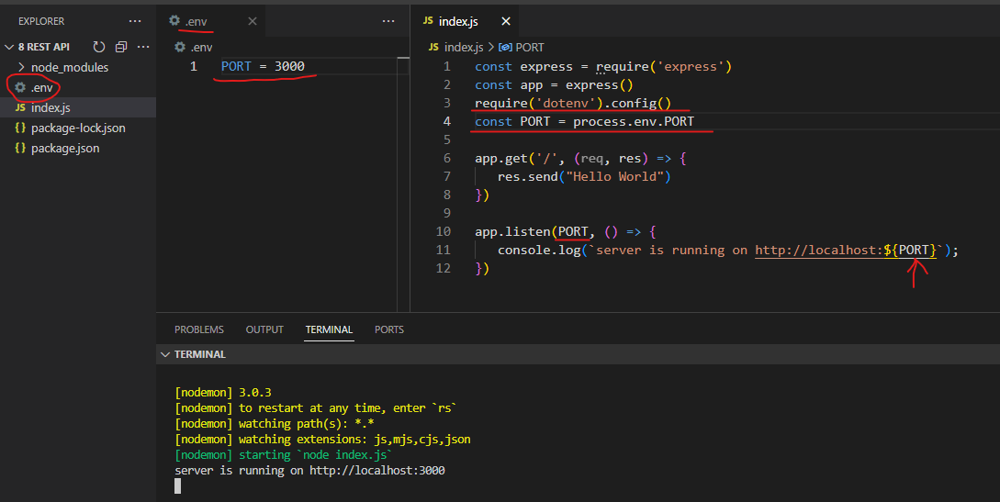 EXPLORER
8 REST API
node_modules
.env
JS index.js
{} package-lock.json
{} package.json
.env
.env
1 PORT = 3000
JS index.js
JS index.js > PORT
1 const express = require('express')
2 const app = express()
3 require('dotenv').config()
4 const PORT = process.env.PORT
5
6 app.get('/', (req, res) => {
7 res.send("Hello World")
8 })
9
10 app.listen(PORT, () => {
11 console.log(`server is running on http://localhost:${PORT}`);
12 })
PROBLEMS OUTPUT TERMINAL PORTS
TERMINAL
[nodemon] 3.0.3
[nodemon] to restart at any time, enter `rs`
[nodemon] watching path(s): *.*
[nodemon] watching extensions: js,mjs,cjs,json
[nodemon] starting `node index.js`
server is running on http://localhost:3000